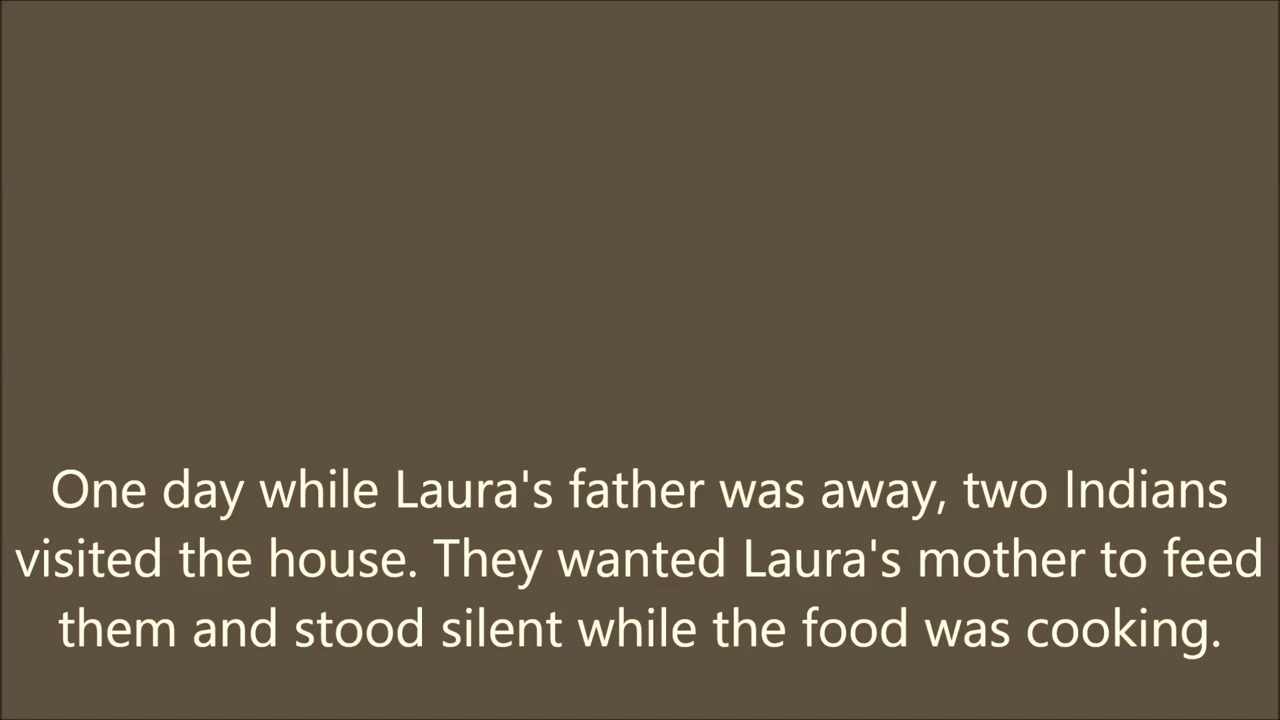 One day while Laura's father was away, two Indians
visited the house. They wanted Laura's mother to feed
them and stood silent while the food was cooking.